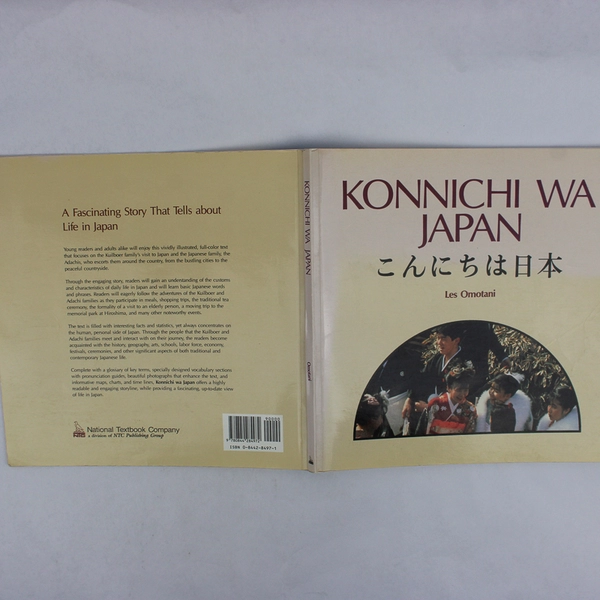 A Fascinating Story That Tells about
Life in Japan
Young readers and adults alike will enjoy this vividly illustrated, full-color text
that focuses on the Kuilboer family's visit to Japan and the Japanese family, the
Adachis, who escorts them around the country, from the bustling cities to the
peaceful countryside.
Through the engaging story, readers will gain an understanding of the customs
and characteristics of daily life in Japan and will learn basic Japanese words
and phrases. Readers will eagerly follow the adventures of the Kuilboer and
Adachi families as they participate in meals, shopping trips, the traditional tea
ceremony, the formality of a visit to an elderly person, a moving trip to the
memorial park at Hiroshima, and many other noteworthy events.
The text is filled with interesting facts and statistics, yet always concentrates on
the human, personal side of Japan. Through the people that the Kuilboer and
Adachi families meet and interact with on their journey, the readers become
acquainted with the history, geography, arts, schools, labor force, economy,
festivals, ceremonies, and other significant aspects of both traditional and
contemporary Japanese life.
Complete with a glossary of key terms, specially designed vocabulary sections
with pronunciation guides, beautiful photographs that enhance the text, and
informative maps, charts, and time lines, Konnichi wa Japan offers a highly
readable and engaging storyline, while providing a fascinating, up-to-date view
of life in Japan.
NTC
National Textbook Company
a division of NTC Publishing Group
90000
9 780844 284972
ISBN 0-8442-8497-1
KONNICHI WA JAPAN
Omotani
KONNICHI WA
JAPAN
こんにちは日本
Les Omotani